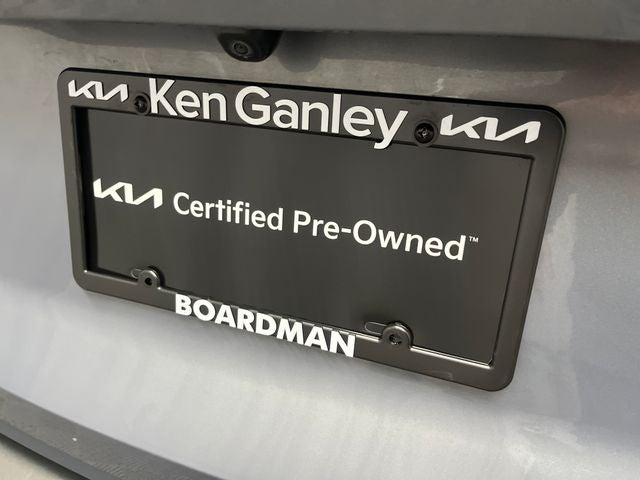 KIA Ken Ganley KIA
KIA Certified Pre-Owned™
BOARDMAN